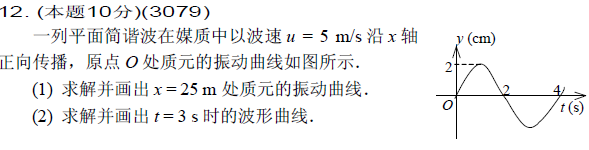 12. (本题10分)(3079)
一列平面简谐波在媒质中以波速 u = 5 m/s 沿 x 轴
正向传播，原点 O 处质元的振动曲线如图所示．
(1) 求解并画出 x = 25 m 处质元的振动曲线．
(2) 求解并画出 t = 3 s 时的波形曲线．
y (cm)
2
O
2
4
t (s)